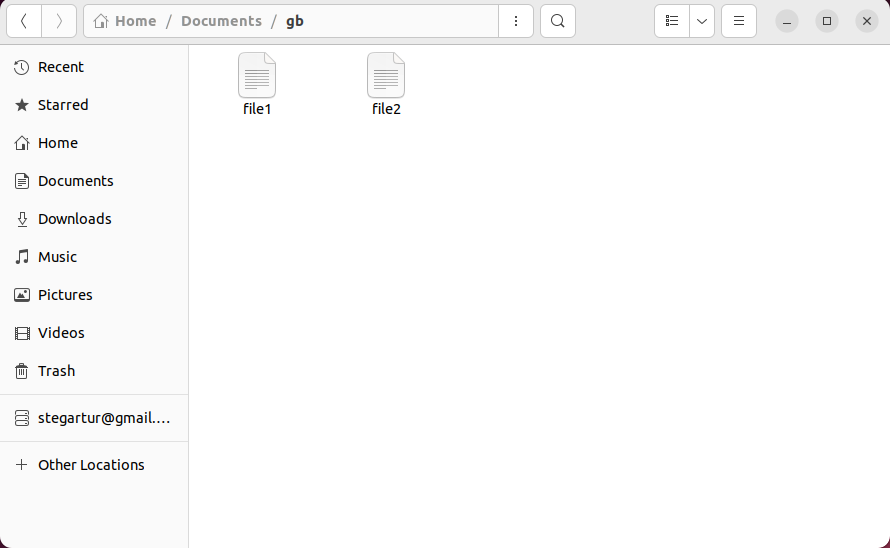 Home / Documents / gb
Recent
Starred
Home
Documents
Downloads
Music
Pictures
Videos
Trash
stegartur@gmail.…
Other Locations
file1
file2